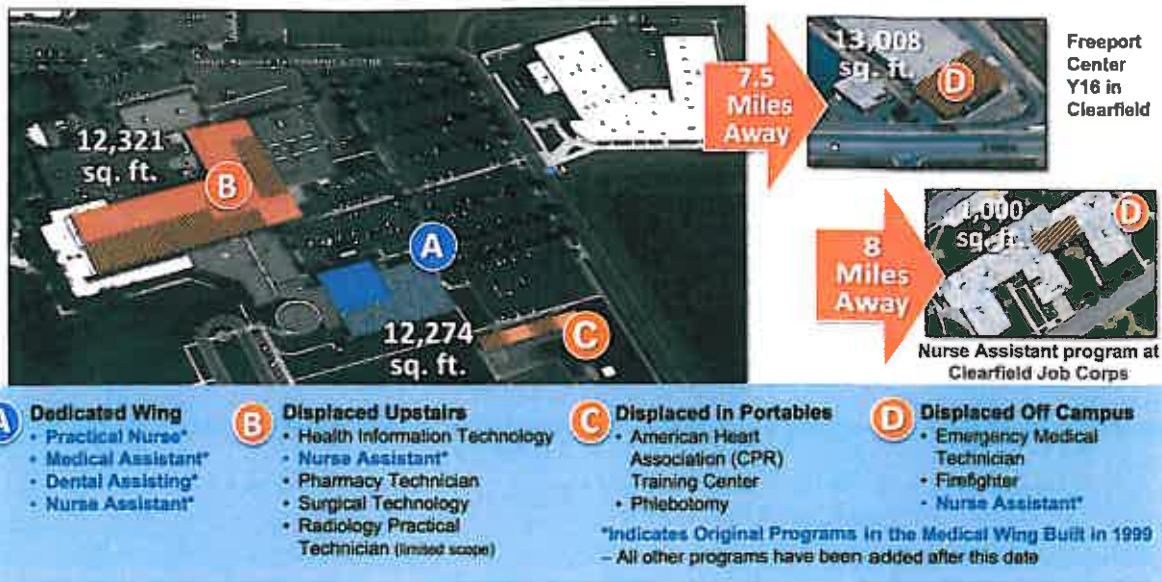 12,321
sq. ft.
B
A
12,274
sq. ft.
C
7.5
Miles
Away
13,008
sq. ft.
D
Freeport
Center
Y16 in
Clearfield
8
Miles
Away
1,000
sq. ft.
D
Nurse Assistant program at
Clearfield Job Corps
A Dedicated Wing
• Practical Nurse*
• Medical Assistant*
• Dental Assisting*
• Nurse Assistant*
B Displaced Upstairs
• Health Information Technology
• Nurse Assistant*
• Pharmacy Technician
• Surgical Technology
• Radiology Practical
Technician (limited scope)
C Displaced in Portables
• American Heart
Association (CPR)
Training Center
• Phlebotomy
D Displaced Off Campus
• Emergency Medical
Technician
• Firefighter
• Nurse Assistant*
*Indicates Original Programs in the Medical Wing Built in 1999
– All other programs have been added after this date